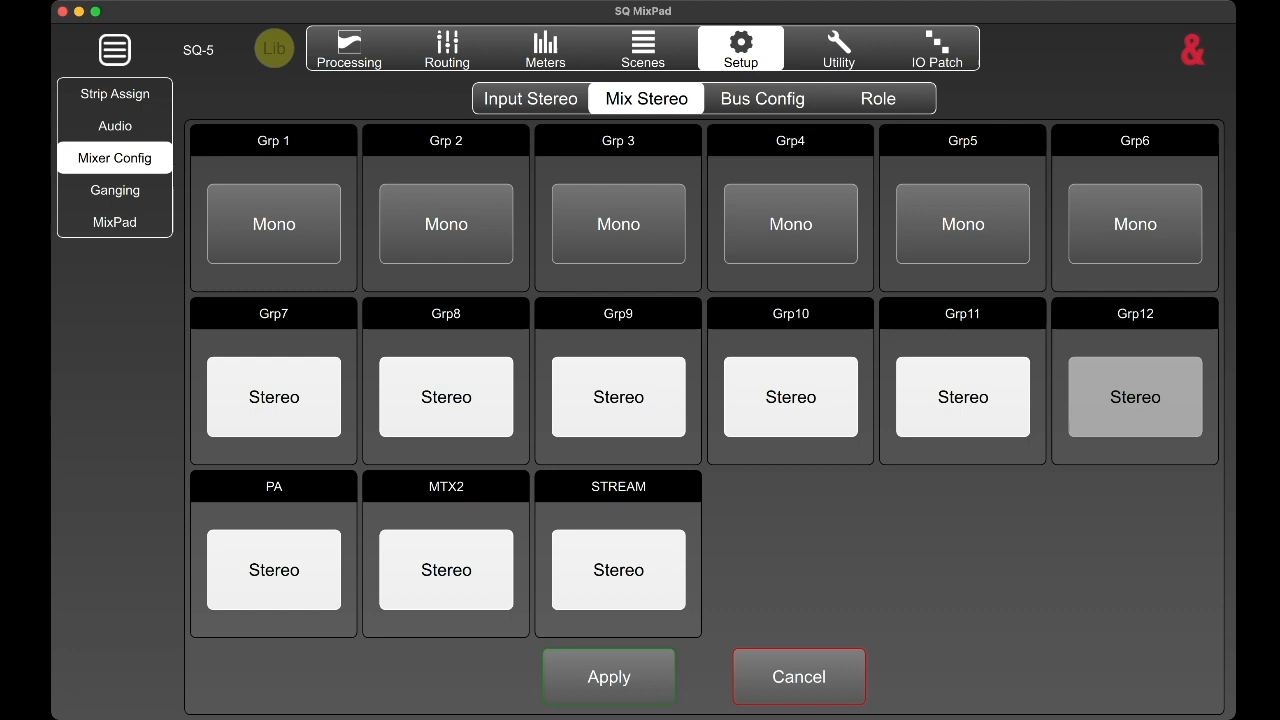 SQ MixPad
SQ-5
Lib
Processing
Routing
Meters
Scenes
Setup
Utility
IO Patch
&
Strip Assign
Audio
Mixer Config
Ganging
MixPad
Input Stereo
Mix Stereo
Bus Config
Role
Grp 1
Grp 2
Grp 3
Grp4
Grp5
Grp6
Mono
Mono
Mono
Mono
Mono
Mono
Grp7
Grp8
Grp9
Grp10
Grp11
Grp12
Stereo
Stereo
Stereo
Stereo
Stereo
Stereo
PA
MTX2
STREAM
Stereo
Stereo
Stereo
Apply
Cancel